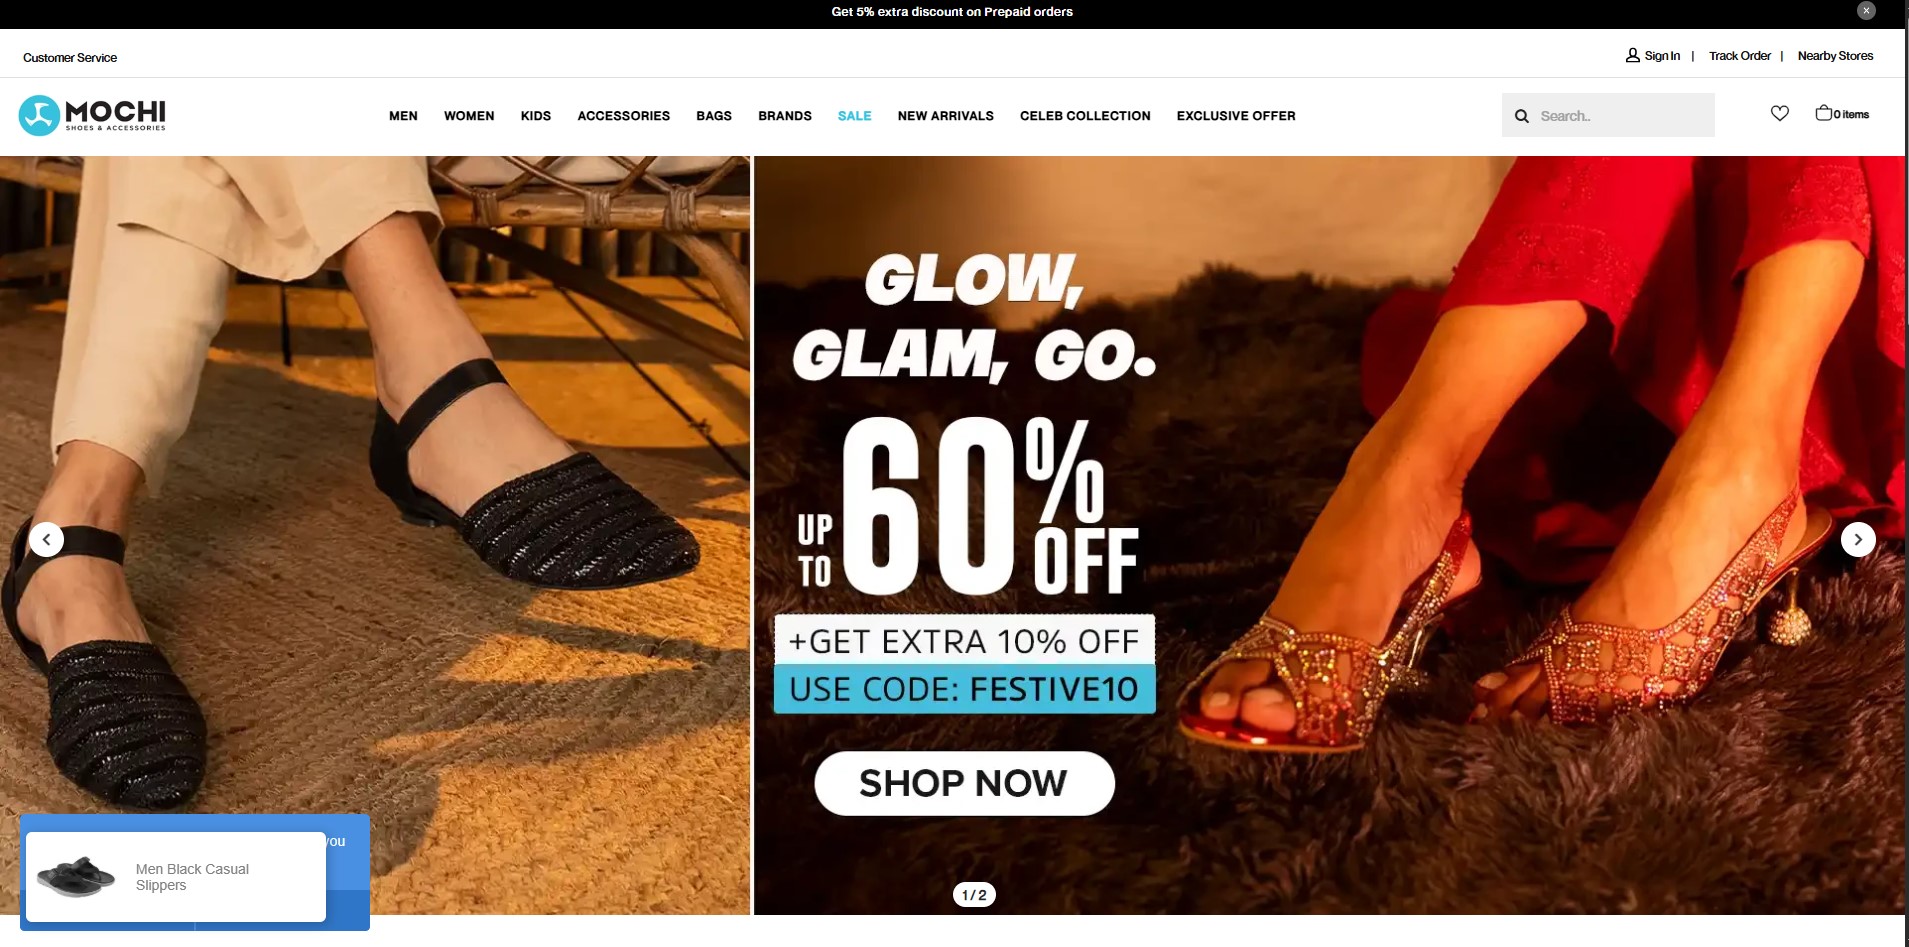 Get 5% extra discount on Prepaid orders
Customer Service
Sign In | Track Order | Nearby Stores
MOCHI
SHOES & ACCESSORIES
MEN WOMEN KIDS ACCESSORIES BAGS BRANDS SALE NEW ARRIVALS CELEB COLLECTION EXCLUSIVE OFFER
Search..
0 items
GLOW,
GLAM, GO.
UP TO 60% OFF
+GET EXTRA 10% OFF
USE CODE: FESTIVE10
SHOP NOW
you
Men Black Casual
Slippers
1 / 2